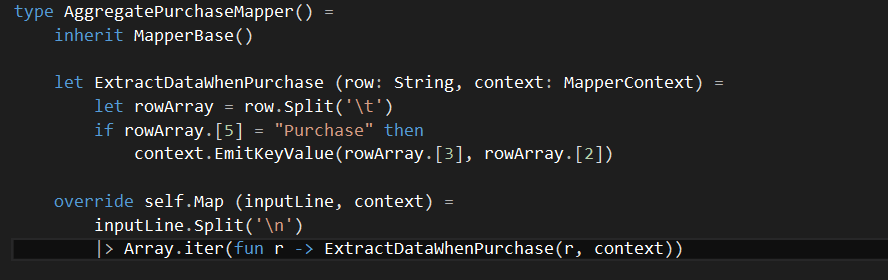 type AggregatePurchaseMapper() =
    inherit MapperBase()
    let ExtractDataWhenPurchase (row: String, context: MapperContext) =
        let rowArray = row.Split('\t')
        if rowArray.[5] = "Purchase" then
            context.EmitKeyValue(rowArray.[3], rowArray.[2])
    override self.Map (inputLine, context) =
        inputLine.Split('\n')
        |> Array.iter(fun r -> ExtractDataWhenPurchase(r, context))